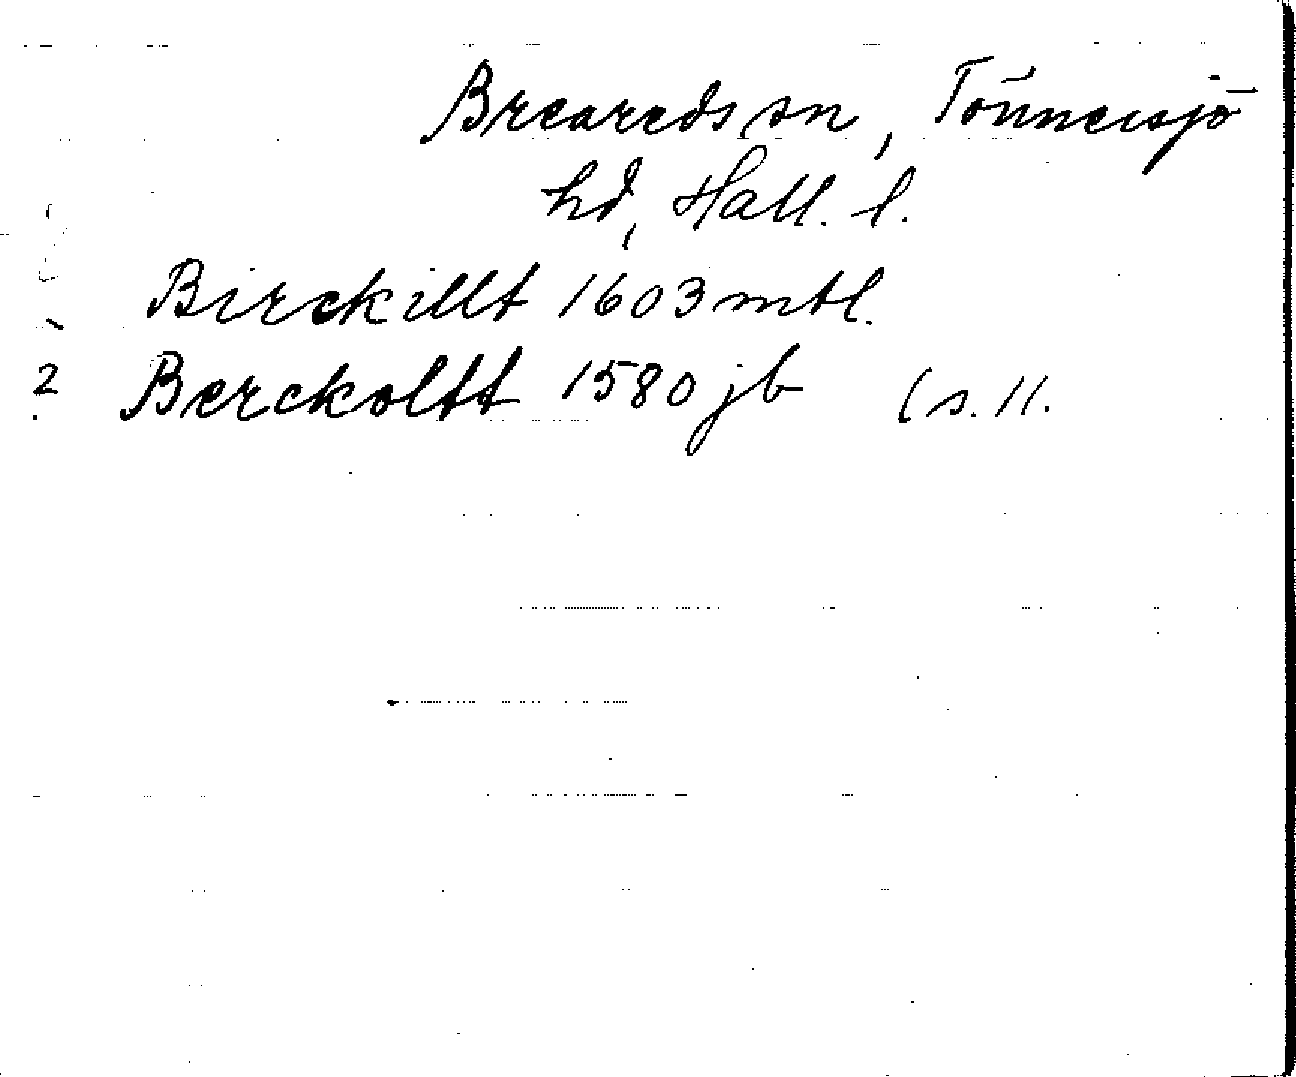 Breareds sn, Tönnersjö
hd, Hall. l.
Birckillt 1603 mtl.
2 Berckoltt 1580 jb (s. 11.